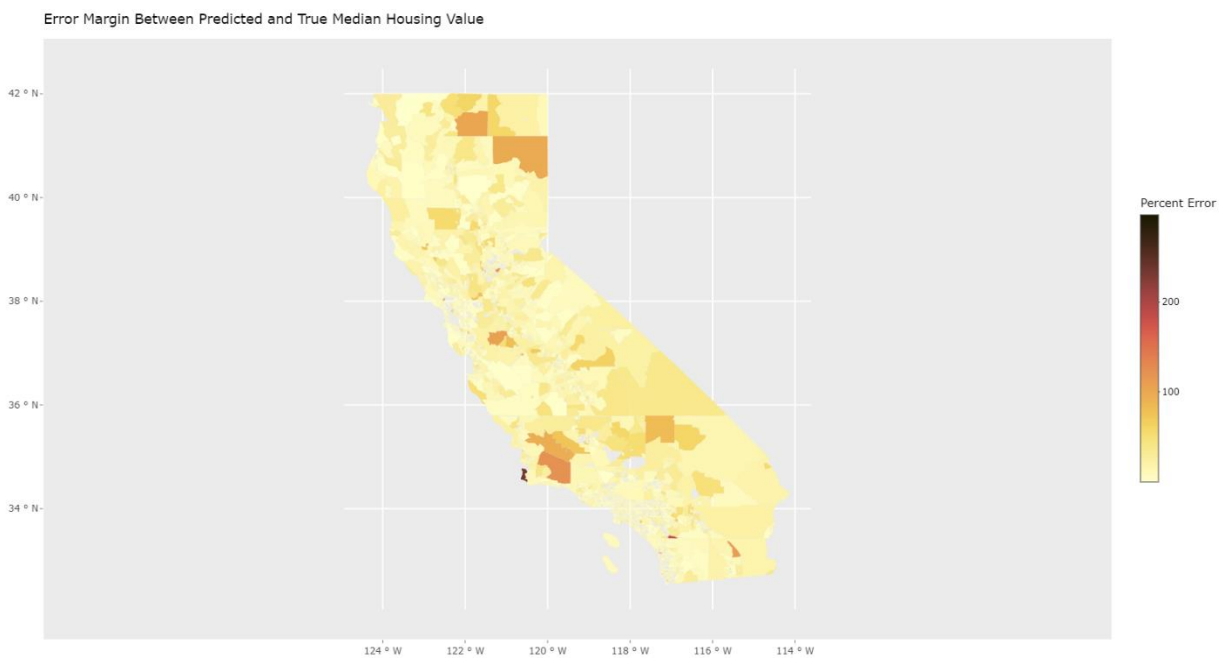 Error Margin Between Predicted and True Median Housing Value
42 ° N
40 ° N
38 ° N
36 ° N
34 ° N
124 ° W 122 ° W 120 ° W 118 ° W 116 ° W 114 ° W
Percent Error
200
100